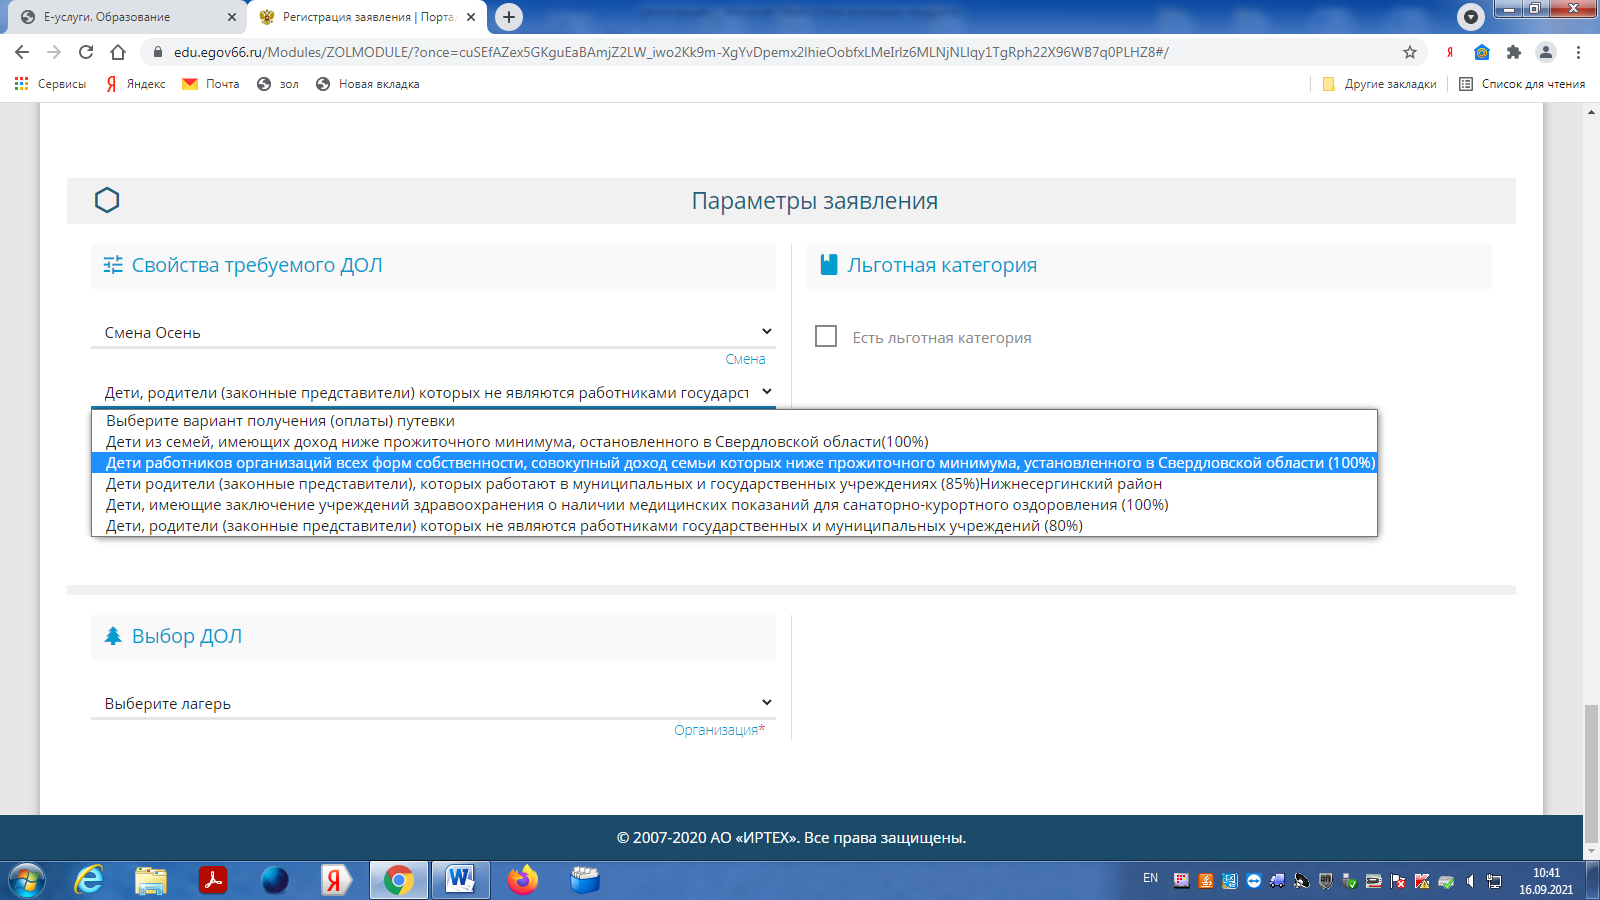 Е-услуги. Образование
Регистрация заявления | Порта
edu.egov66.ru/Modules/ZOLMODULE/?once=cuSEfAZex5GKguEaBAmjZ2LW_iwo2Kk9m-XgYvDpemx2IhieOobfxLMeIrlz6MLNjNLIqy1TgRph22X96WB7q0PLHZ8#/
Сервисы Яндекс Почта зол Новая вкладка Другие закладки Список для чтения
Параметры заявления
Свойства требуемого ДОЛ
Льготная категория
Смена Осень
Есть льготная категория
Смена
Дети, родители (законные представители) которых не являются работниками государст
Выберите вариант получения (оплаты) путевки
Дети из семей, имеющих доход ниже прожиточного минимума, остановленного в Свердловской области(100%)
Дети работников организаций всех форм собственности, совокупный доход семьи которых ниже прожиточного минимума, установленного в Свердловской области (100%)
Дети родители (законные представители), которых работают в муниципальных и государственных учреждениях (85%)Нижнесергинский район
Дети, имеющие заключение учреждений здравоохранения о наличии медицинских показаний для санаторно-курортного оздоровления (100%)
Дети, родители (законные представители) которых не являются работниками государственных и муниципальных учреждений (80%)
Выбор ДОЛ
Выберите лагерь
Организация*
© 2007-2020 АО «ИРТЕХ». Все права защищены.
EN
10:41
16.09.2021